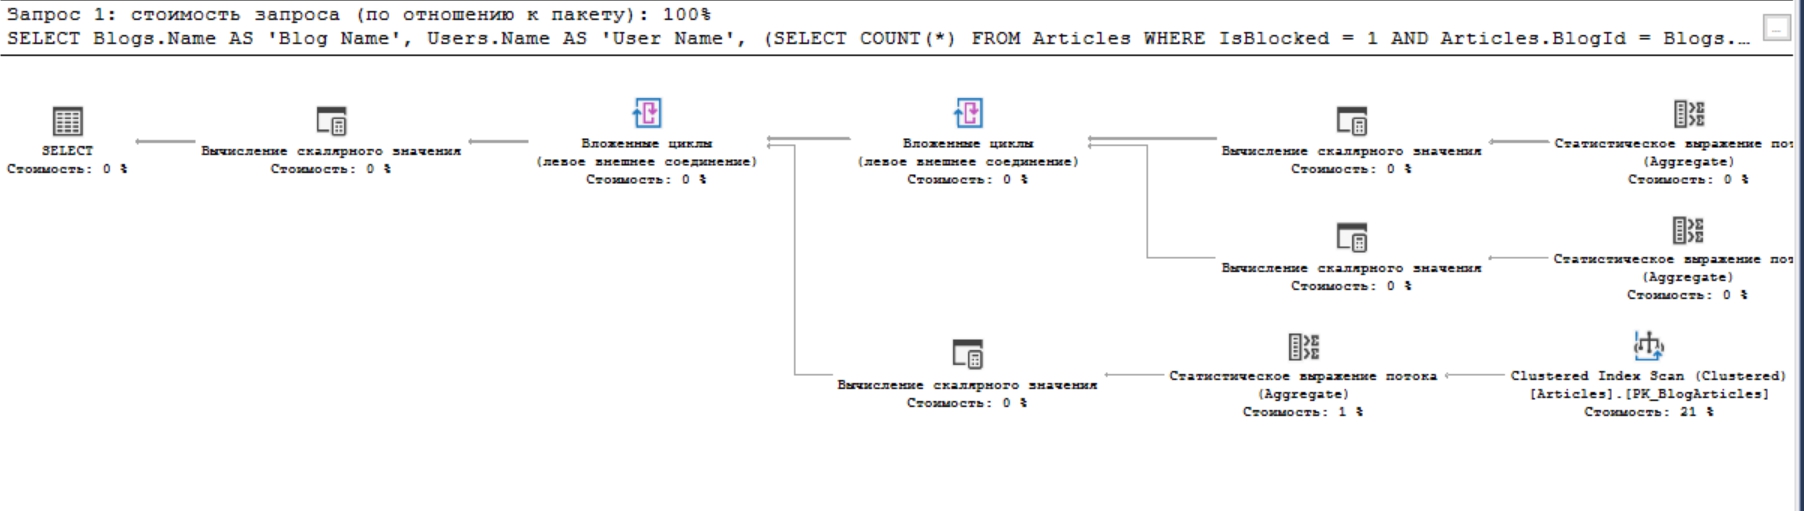 Запрос 1: стоимость запроса (по отношению к пакету): 100%
SELECT Blogs.Name AS 'Blog Name', Users.Name AS 'User Name', (SELECT COUNT(*) FROM Articles WHERE IsBlocked = 1 AND Articles.BlogId = Blogs.…
SELECT
Стоимость: 0 %
Вычисление скалярного значения
Стоимость: 0 %
Вложенные циклы
(левое внешнее соединение)
Стоимость: 0 %
Вложенные циклы
(левое внешнее соединение)
Стоимость: 0 %
Вычисление скалярного значения
Стоимость: 0 %
Статистическое выражение пот
(Aggregate)
Стоимость: 0 %
Вычисление скалярного значения
Стоимость: 0 %
Статистическое выражение пот
(Aggregate)
Стоимость: 0 %
Вычисление скалярного значения
Стоимость: 0 %
Статистическое выражение потока
(Aggregate)
Стоимость: 1 %
Clustered Index Scan (Clustered)
[Articles].[PK_BlogArticles]
Стоимость: 21 %